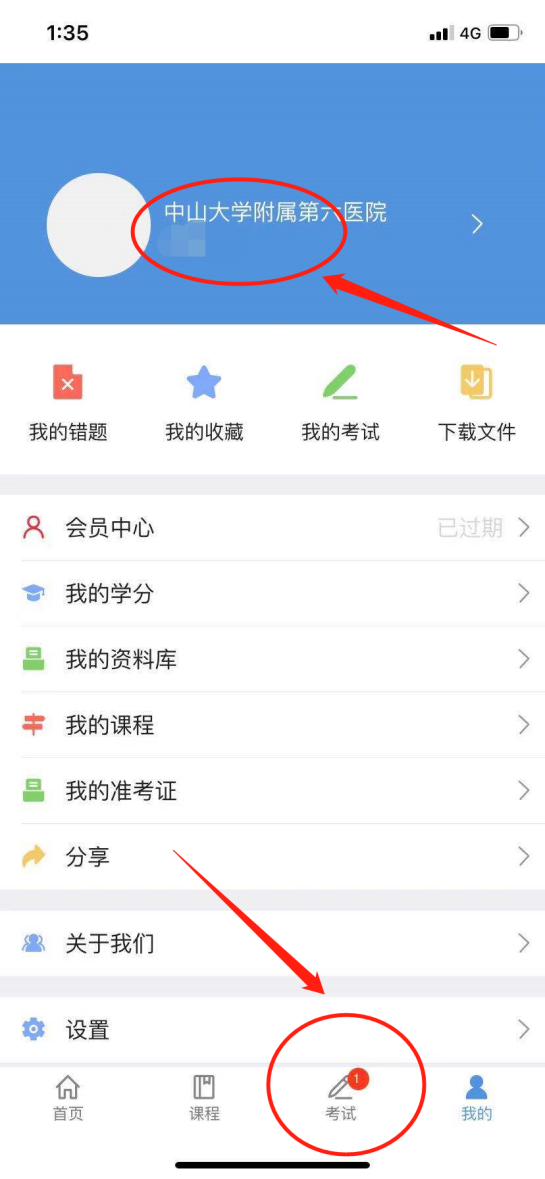 1:35
4G
中山大学附属第六医院
我的错题
我的收藏
我的考试
下载文件
会员中心
已过期
我的学分
我的资料库
我的课程
我的准考证
分享
关于我们
设置
1
首页
课程
考试
我的